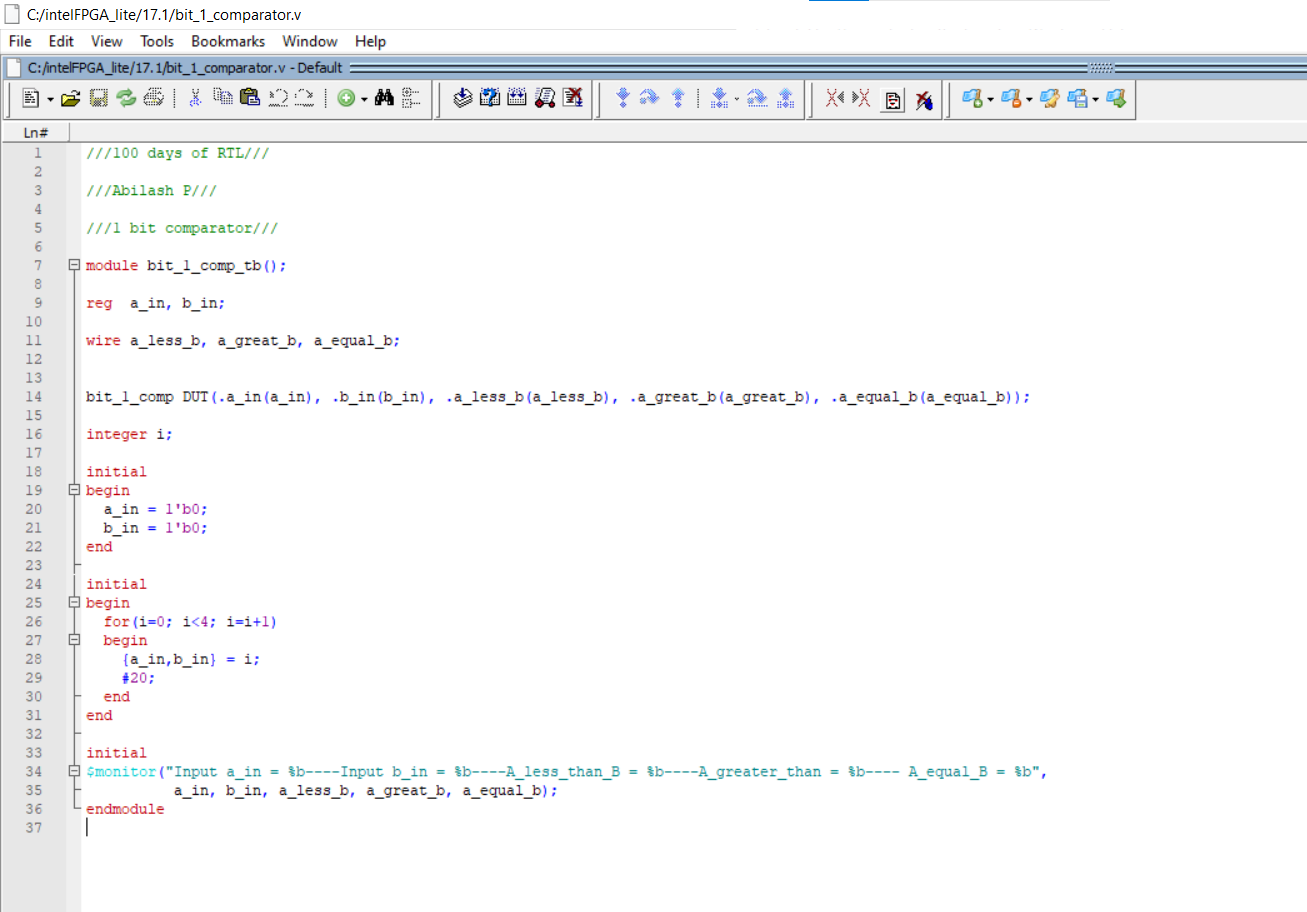 C:/intelFPGA_lite/17.1/bit_1_comparator.v
File Edit View Tools Bookmarks Window Help
C:/intelFPGA_lite/17.1/bit_1_comparator.v - Default
Ln#
1 ///100 days of RTL///
2
3 ///Abilash P///
4
5 ///1 bit comparator///
6
7 module bit_1_comp_tb();
8
9 reg  a_in, b_in;
10
11 wire a_less_b, a_great_b, a_equal_b;
12
13
14 bit_1_comp DUT(.a_in(a_in), .b_in(b_in), .a_less_b(a_less_b), .a_great_b(a_great_b), .a_equal_b(a_equal_b));
15
16 integer i;
17
18 initial
19 begin
20   a_in = 1'b0;
21   b_in = 1'b0;
22 end
23
24 initial
25 begin
26   for(i=0; i<4; i=i+1)
27   begin
28     {a_in,b_in} = i;
29     #20;
30   end
31 end
32
33 initial
34 $monitor("Input a_in = %b----Input b_in = %b----A_less_than_B = %b----A_greater_than = %b---- A_equal_B = %b",
35           a_in, b_in, a_less_b, a_great_b, a_equal_b);
36 endmodule
37